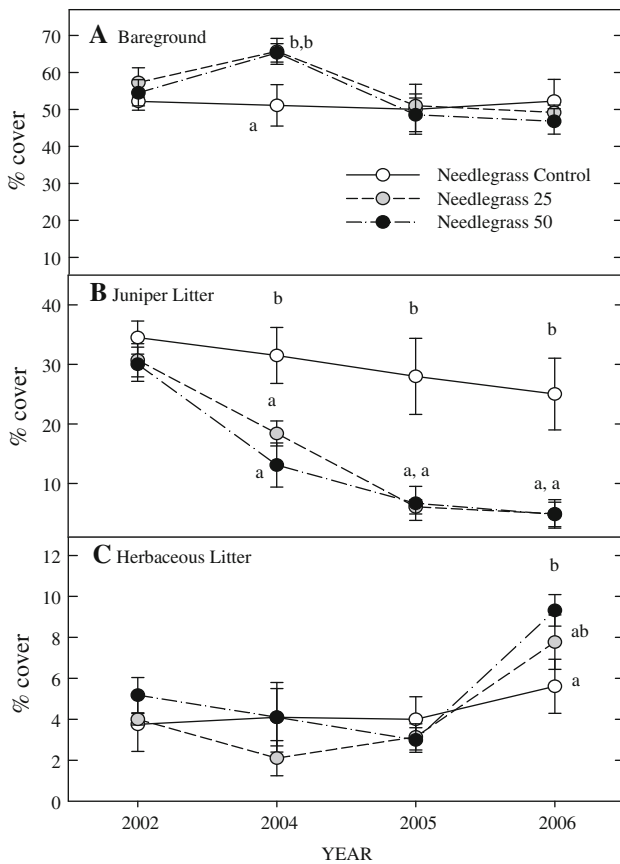 A Bareground
70
60
50
40
30
20
10
% cover
b,b
a
Needlegrass Control
Needlegrass 25
Needlegrass 50
B Juniper Litter
40
30
20
10
% cover
b
b
b
a
a
a, a
a, a
C Herbaceous Litter
12
10
8
6
4
2
0
% cover
b
ab
a
2002 2004 2005 2006
YEAR